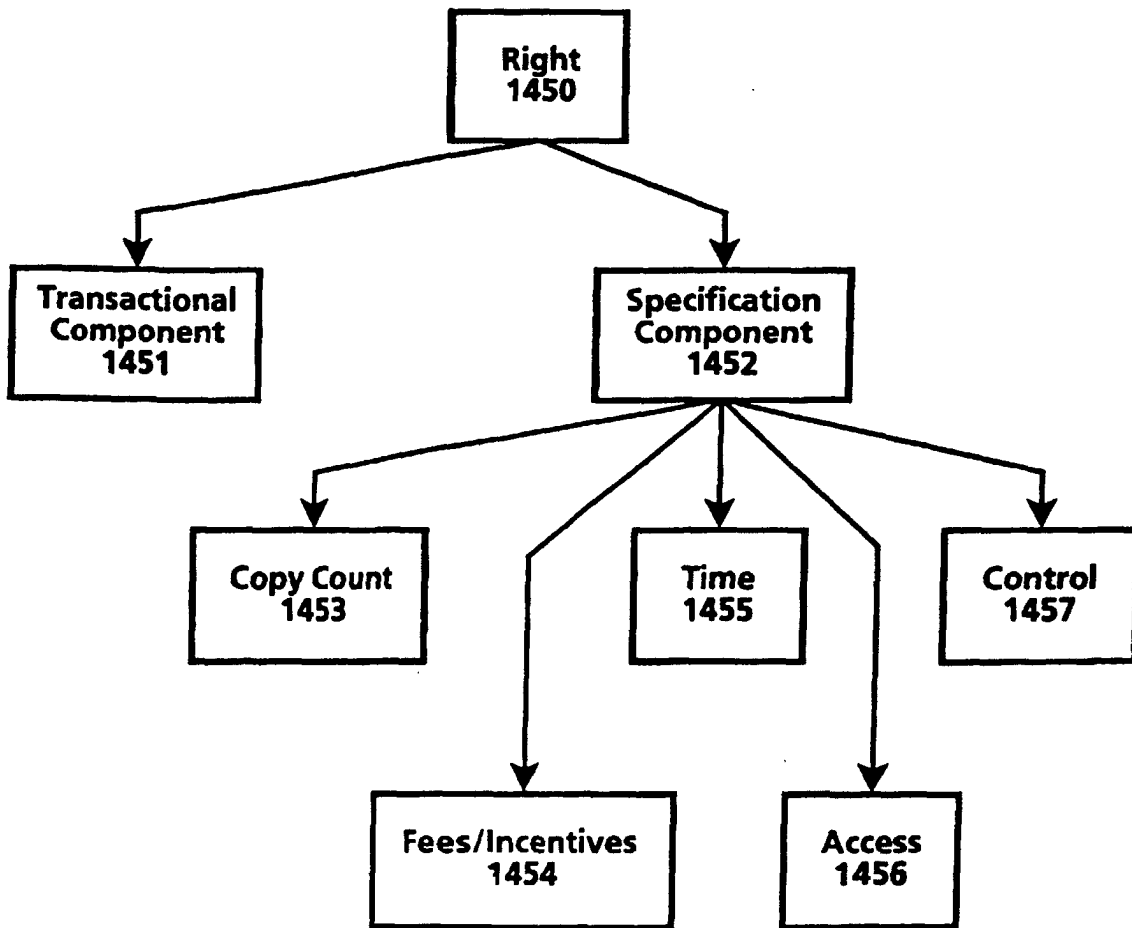 Right
1450
Transactional
Component
1451
Specification
Component
1452
Copy Count
1453
Time
1455
Control
1457
Fees/Incentives
1454
Access
1456